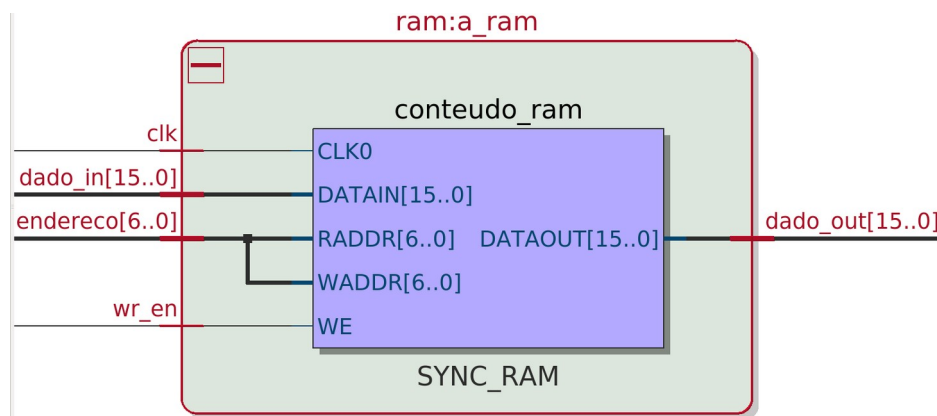 ram:a_ram
conteudo_ram
clk
CLK0
dado_in[15..0]
DATAIN[15..0]
endereco[6..0]
RADDR[6..0]
DATAOUT[15..0]
dado_out[15..0]
WADDR[6..0]
wr_en
WE
SYNC_RAM